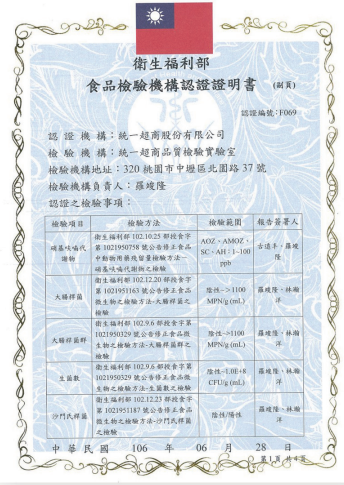 衛生福利部
食品檢驗機構認證證明書 (副頁)
認證編號:F069
認證機構:統一超商股份有限公司
檢驗機構:統一超商品質檢驗實驗室
檢驗機構地址:320 桃園市中壢區北園路 37 號
檢驗機構負責人:羅竣隆
認證之檢驗事項:
檢驗項目 檢驗方法 檢驗範圍 報告簽署人
硝基呋喃代謝物 衛生福利部 102.10.25 部授食字第 1021950758 號公告修正食品中動物用藥殘留量檢驗方法-硝基呋喃代謝物之檢驗 AOZ、AMOZ、SC、AH:1~100 ppb 古遠丰、羅竣隆
大腸桿菌 衛生福利部 102.12.20 部授食字第 1021951163 號公告修正食品微生物之檢驗方法-大腸桿菌之檢驗 陰性~>1100 MPN/g (mL) 羅竣隆、林瀚洋
大腸桿菌群 衛生福利部 102.9.6 部授食字第 1021950329 號公告修正食品微生物之檢驗方法-大腸桿菌群之檢驗 陰性~>1100 MPN/g (mL) 羅竣隆、林瀚洋
生菌數 衛生福利部 102.9.6 部授食字第 1021950329 號公告修正食品微生物之檢驗方法-生菌數之檢驗 陰性~1.0E+8 CFU/g (mL) 羅竣隆、林瀚洋
沙門氏桿菌 衛生福利部 102.12.23 部授食字第 1021951187 號公告修正食品微生物之檢驗方法-沙門氏桿菌之檢驗 陰性/陽性 羅竣隆、林瀚洋
中華民國 106 年 06 月 28 日
第 1 頁 共 4 頁